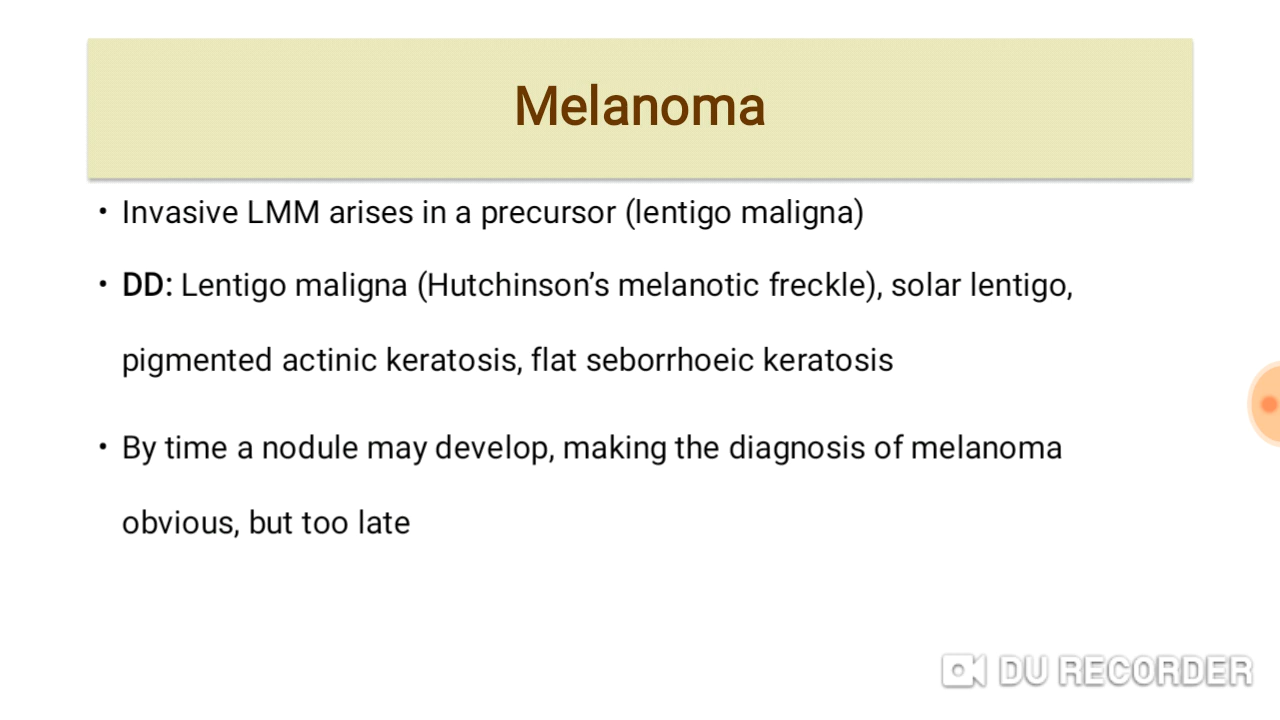 Melanoma
• Invasive LMM arises in a precursor (lentigo maligna)
• DD: Lentigo maligna (Hutchinson’s melanotic freckle), solar lentigo,
pigmented actinic keratosis, flat seborrhoeic keratosis
• By time a nodule may develop, making the diagnosis of melanoma
obvious, but too late
DU RECORDER